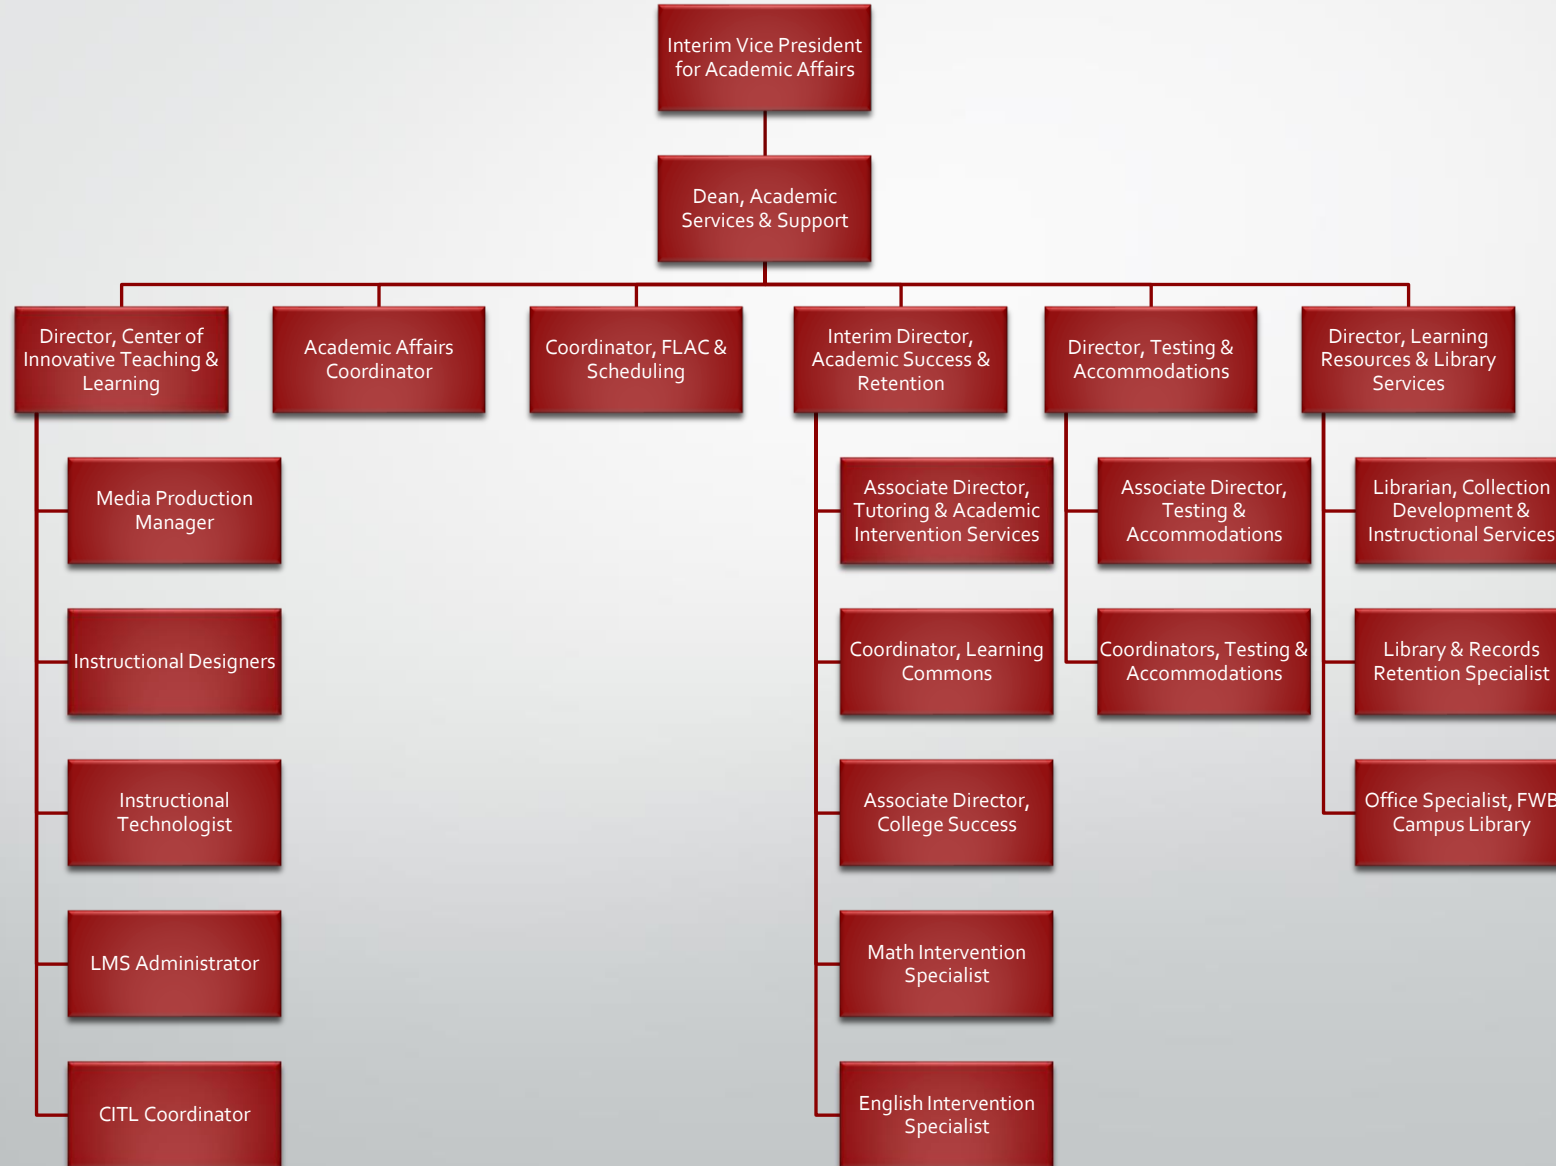 Interim Vice President
for Academic Affairs
Dean, Academic
Services & Support
Director, Center of
Innovative Teaching &
Learning
Academic Affairs
Coordinator
Coordinator, FLAC &
Scheduling
Interim Director,
Academic Success &
Retention
Director, Testing &
Accommodations
Director, Learning
Resources & Library
Services
Media Production
Manager
Instructional Designers
Instructional
Technologist
LMS Administrator
CITL Coordinator
Associate Director,
Tutoring & Academic
Intervention Services
Coordinator, Learning
Commons
Associate Director,
College Success
Math Intervention
Specialist
English Intervention
Specialist
Associate Director,
Testing &
Accommodations
Coordinators, Testing &
Accommodations
Librarian, Collection
Development &
Instructional Services
Library & Records
Retention Specialist
Office Specialist, FWB
Campus Library